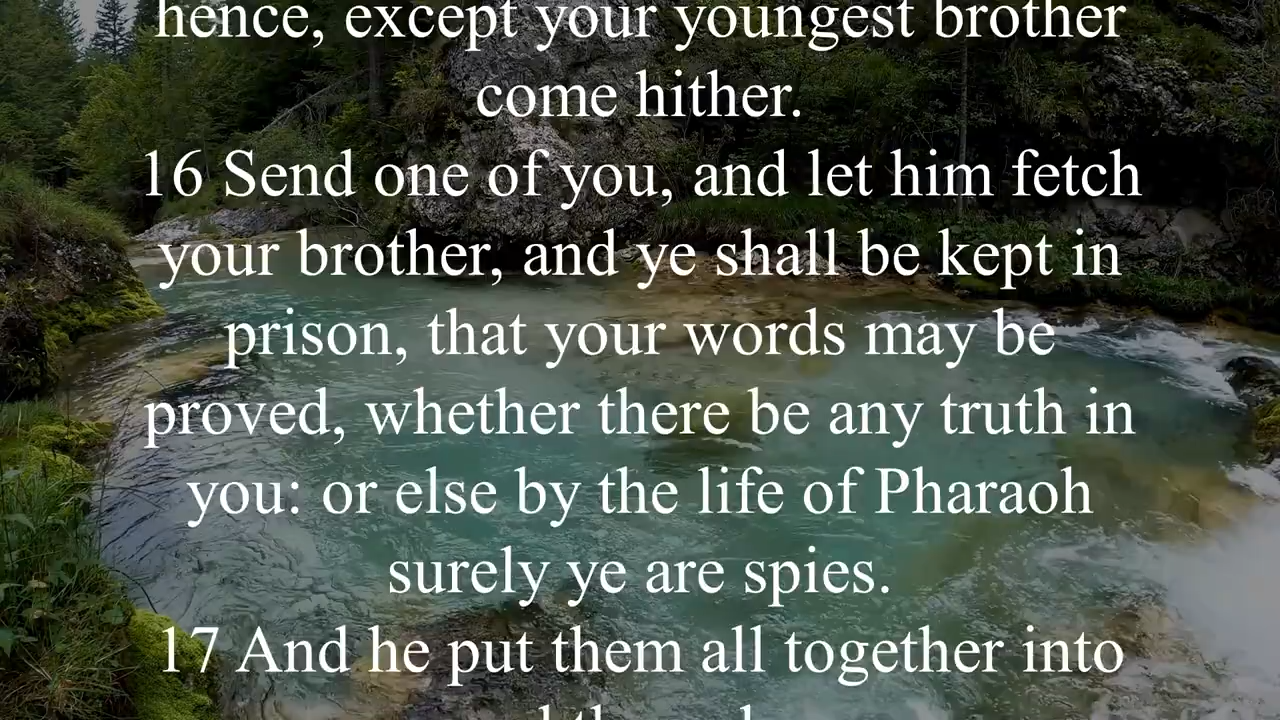 hence, except your youngest brother
come hither.
16 Send one of you, and let him fetch
your brother, and ye shall be kept in
prison, that your words may be
proved, whether there be any truth in
you: or else by the life of Pharaoh
surely ye are spies.
17 And he put them all together into